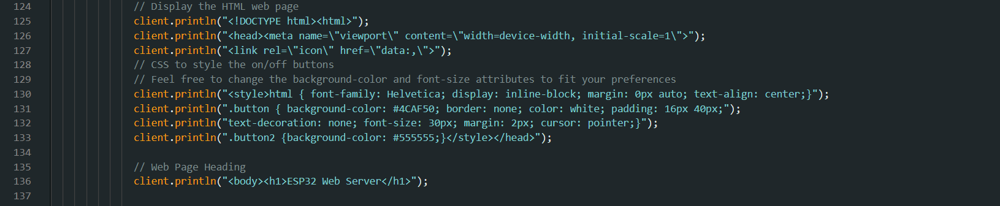 124 // Display the HTML web page
125 client.println("<!DOCTYPE html><html>");
126 client.println("<head><meta name=\"viewport\" content=\"width=device-width, initial-scale=1\">");
127 client.println("<link rel=\"icon\" href=\"data:,\">");
128 // CSS to style the on/off buttons
129 // Feel free to change the background-color and font-size attributes to fit your preferences
130 client.println("<style>html { font-family: Helvetica; display: inline-block; margin: 0px auto; text-align: center;}");
131 client.println(".button { background-color: #4CAF50; border: none; color: white; padding: 16px 40px;");
132 client.println("text-decoration: none; font-size: 30px; margin: 2px; cursor: pointer;}");
133 client.println(".button2 {background-color: #555555;}</style></head>");
134
135 // Web Page Heading
136 client.println("<body><h1>ESP32 Web Server</h1>");
137